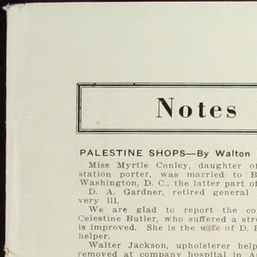 Notes
PALESTINE SHOPS—By Walton
Miss Myrtle Conley, daughter of
station porter, was married to B
Washington, D. C., the latter part of
D. A. Gardner, retired general
very ill.
We are glad to report the co
Celestine Butler, who suffered a stro
is improved. She is the wife of D. B
helper.
Walter Jackson, upholsterer help
removed at company hospital in A